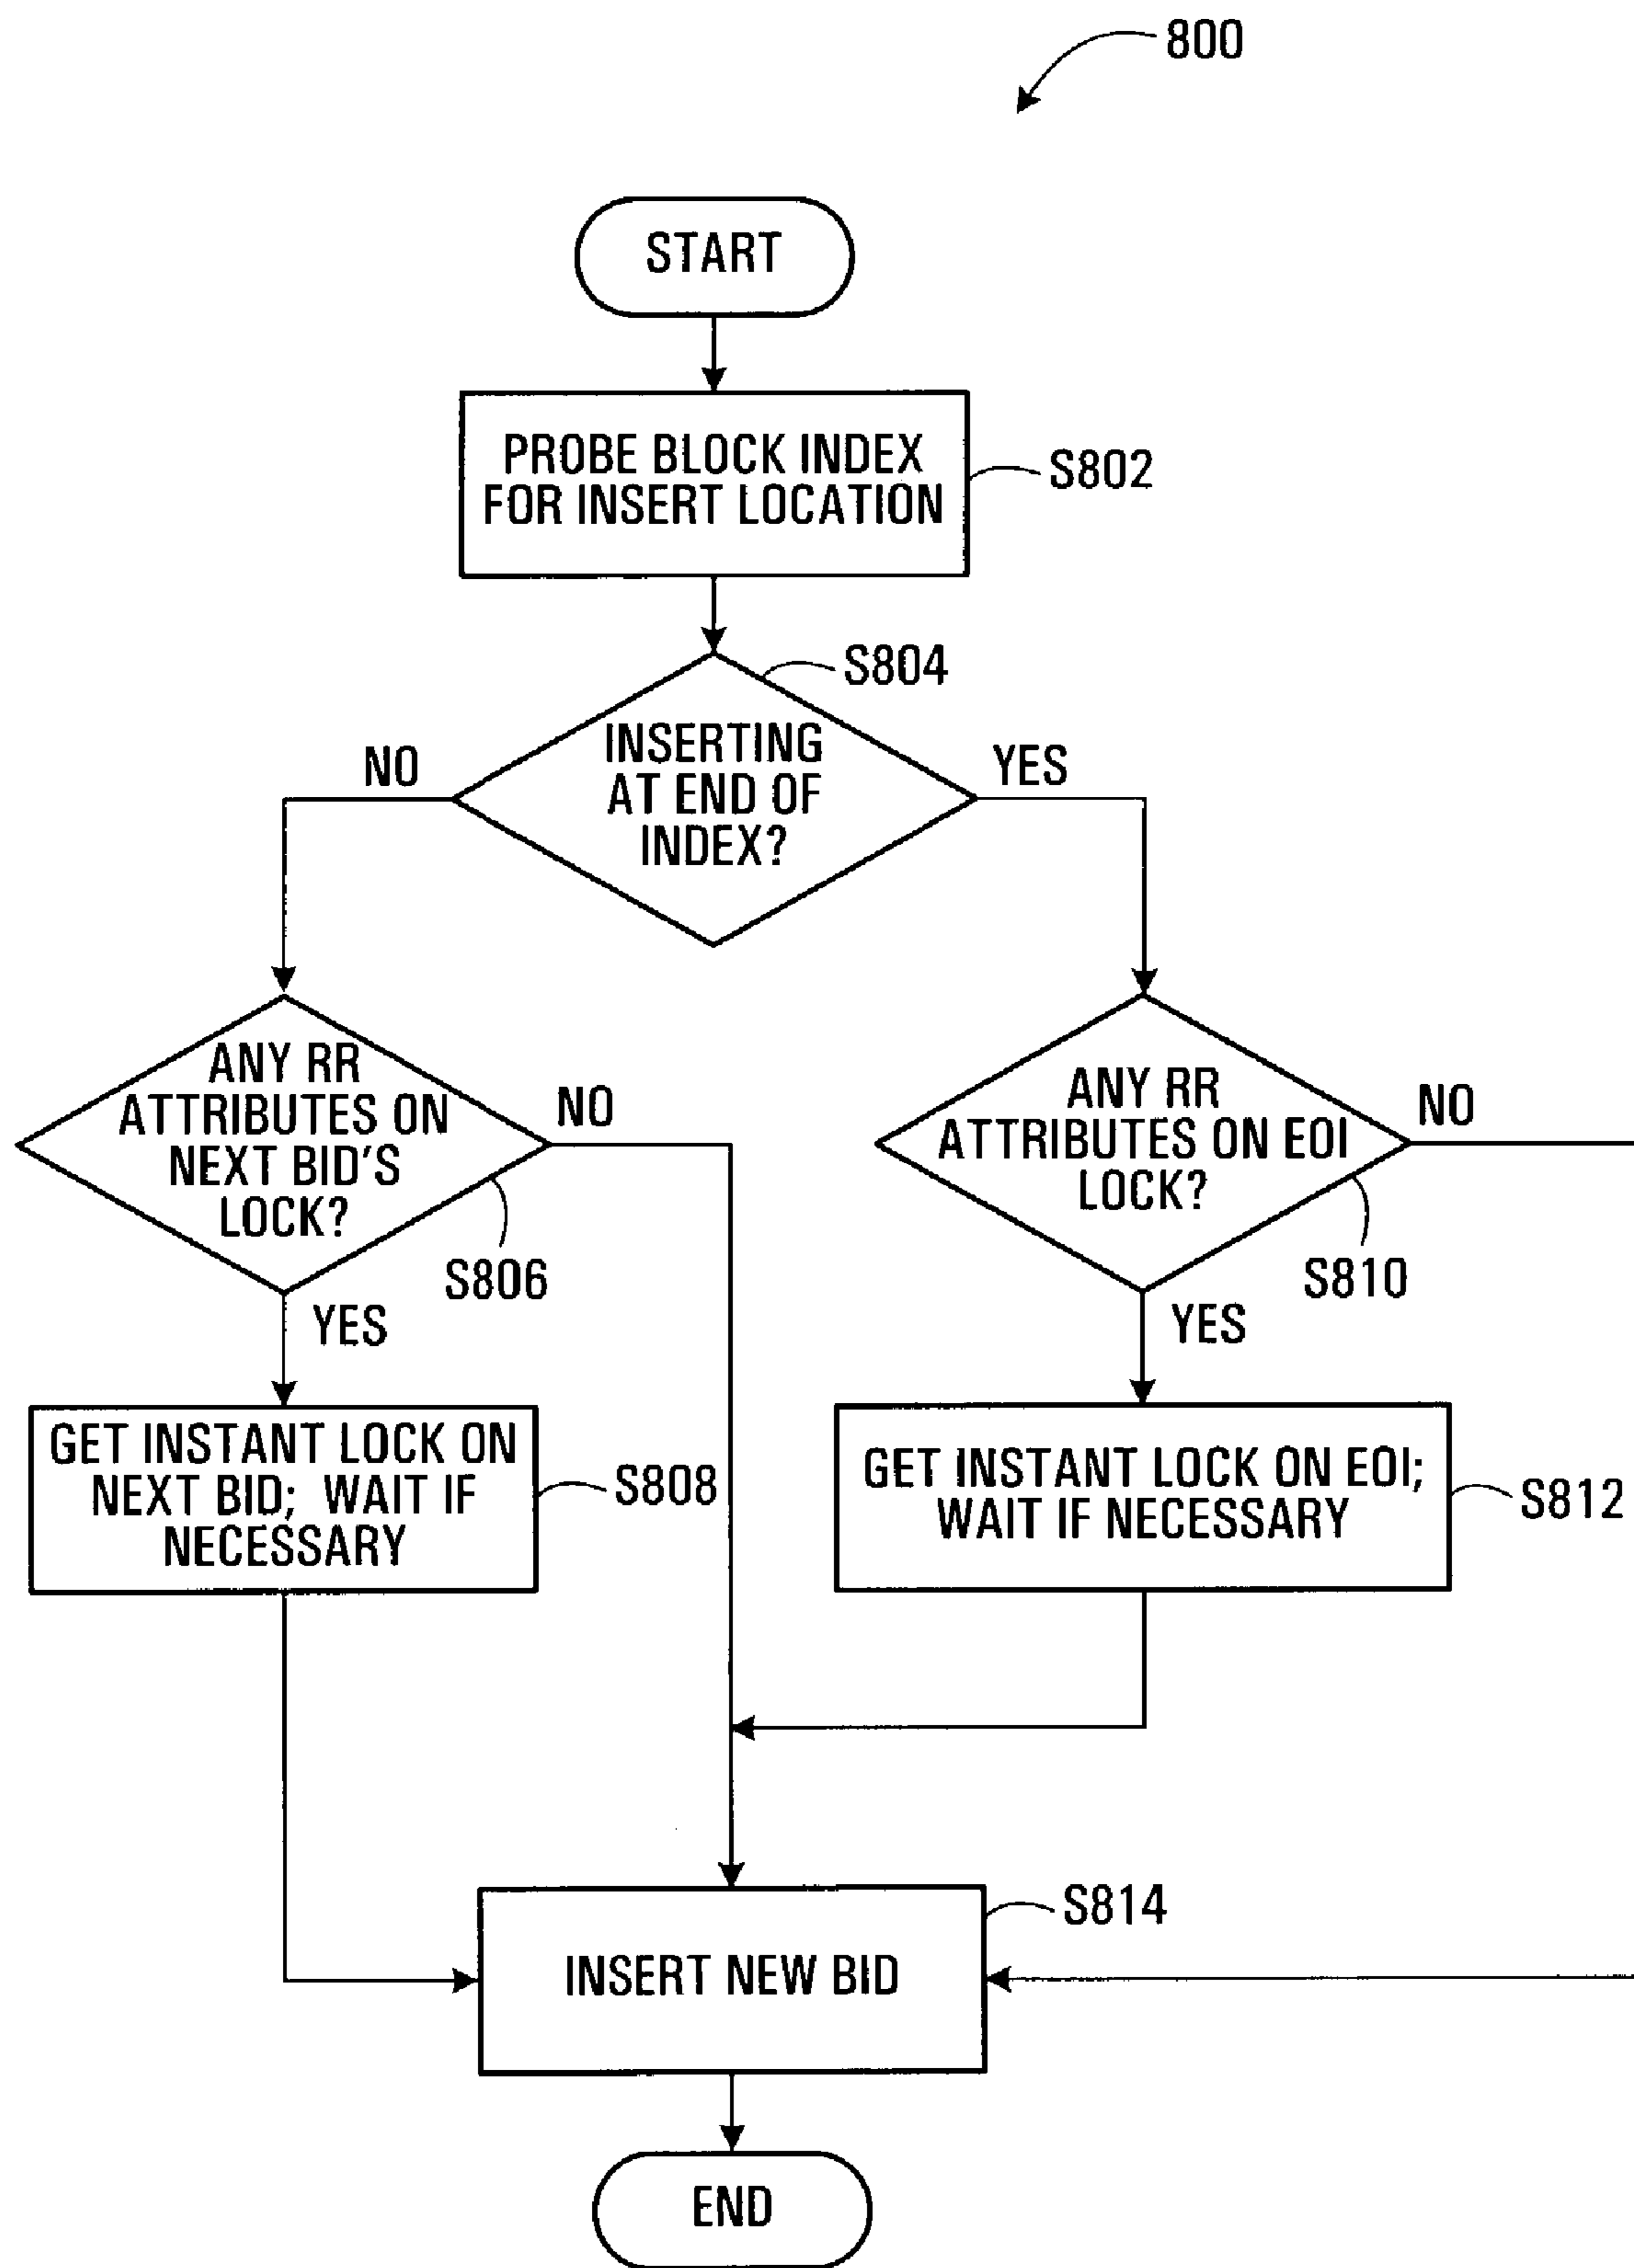 800
START
PROBE BLOCK INDEX
FOR INSERT LOCATION
S802
S804
INSERTING
AT END OF
INDEX?
NO
YES
ANY RR
ATTRIBUTES ON
NEXT BID'S
LOCK?
NO
S806
YES
ANY RR
ATTRIBUTES ON EOI
LOCK?
NO
S810
YES
GET INSTANT LOCK ON
NEXT BID; WAIT IF
NECESSARY
S808
GET INSTANT LOCK ON EOI;
WAIT IF NECESSARY
S812
S814
INSERT NEW BID
END